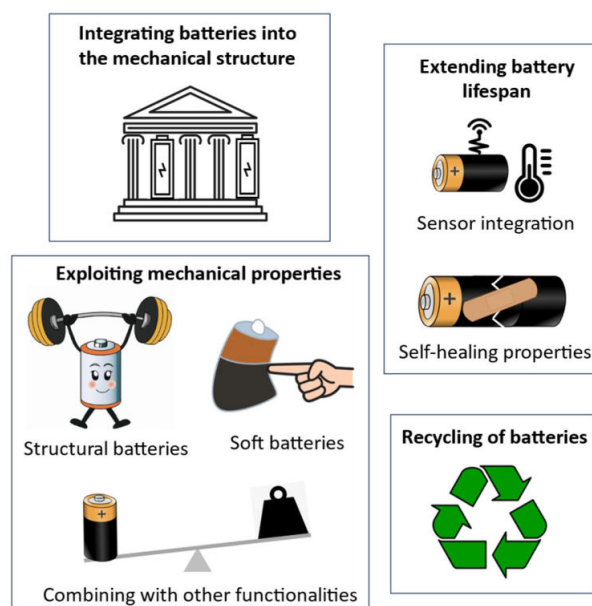 Integrating batteries into
the mechanical structure
Extending battery
lifespan
+
Sensor integration
+
Self-healing properties
Exploiting mechanical properties
Structural batteries
Soft batteries
+
Combining with other functionalities
Recycling of batteries